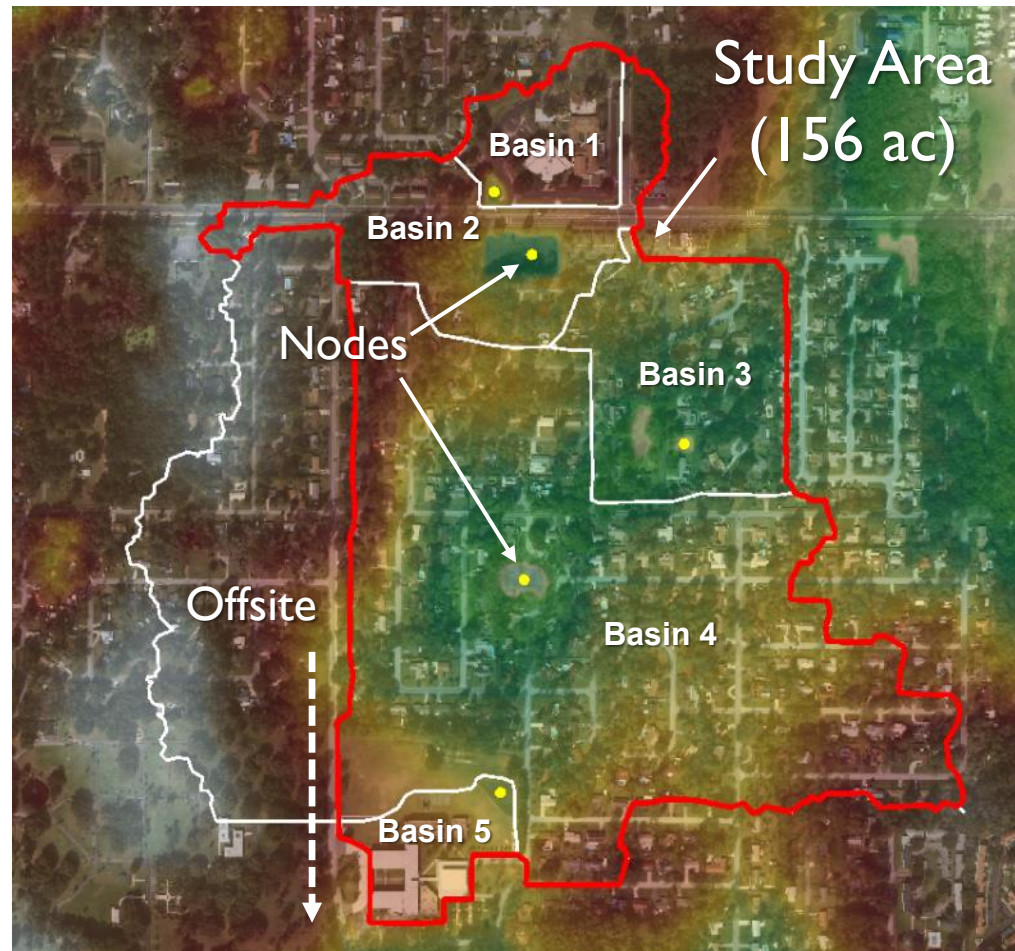 Study Area
(156 ac)
Basin 1
Basin 2
Nodes
Basin 3
Offsite
Basin 4
Basin 5